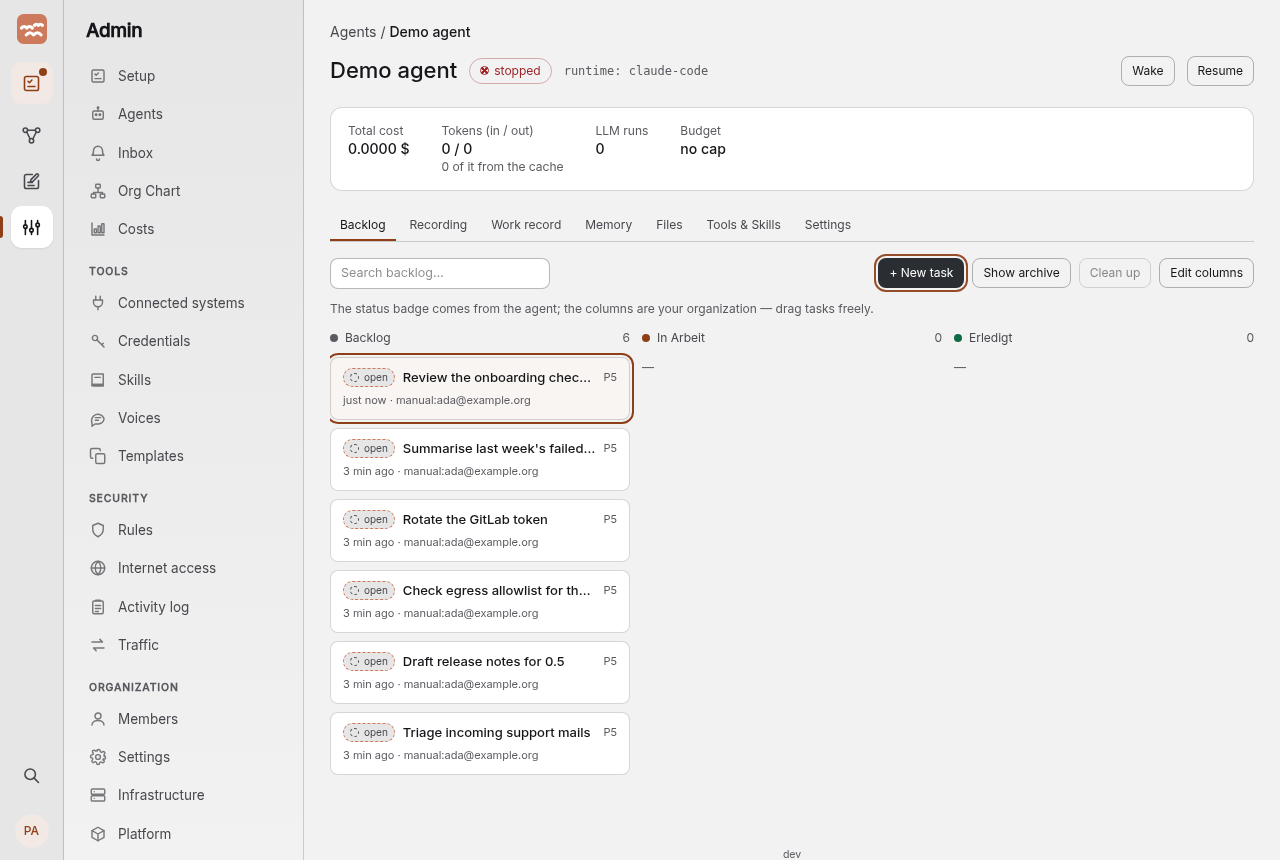 Admin
Setup
Agents
Inbox
Org Chart
Costs
TOOLS
Connected systems
Credentials
Skills
Voices
Templates
SECURITY
Rules
Internet access
Activity log
Traffic
ORGANIZATION
Members
Settings
Infrastructure
Platform
PA
Agents / Demo agent
Demo agent stopped runtime: claude-code Wake Resume
Total cost Tokens (in / out) LLM runs Budget
0.0000 $ 0 / 0 0 no cap
0 of it from the cache
Backlog Recording Work record Memory Files Tools & Skills Settings
Search backlog... + New task Show archive Clean up Edit columns
The status badge comes from the agent; the columns are your organization — drag tasks freely.
Backlog 6 In Arbeit 0 Erledigt 0
— —
open Review the onboarding chec... P5
just now · manual:ada@example.org
open Summarise last week's failed... P5
3 min ago · manual:ada@example.org
open Rotate the GitLab token P5
3 min ago · manual:ada@example.org
open Check egress allowlist for th... P5
3 min ago · manual:ada@example.org
open Draft release notes for 0.5 P5
3 min ago · manual:ada@example.org
open Triage incoming support mails P5
3 min ago · manual:ada@example.org
dev